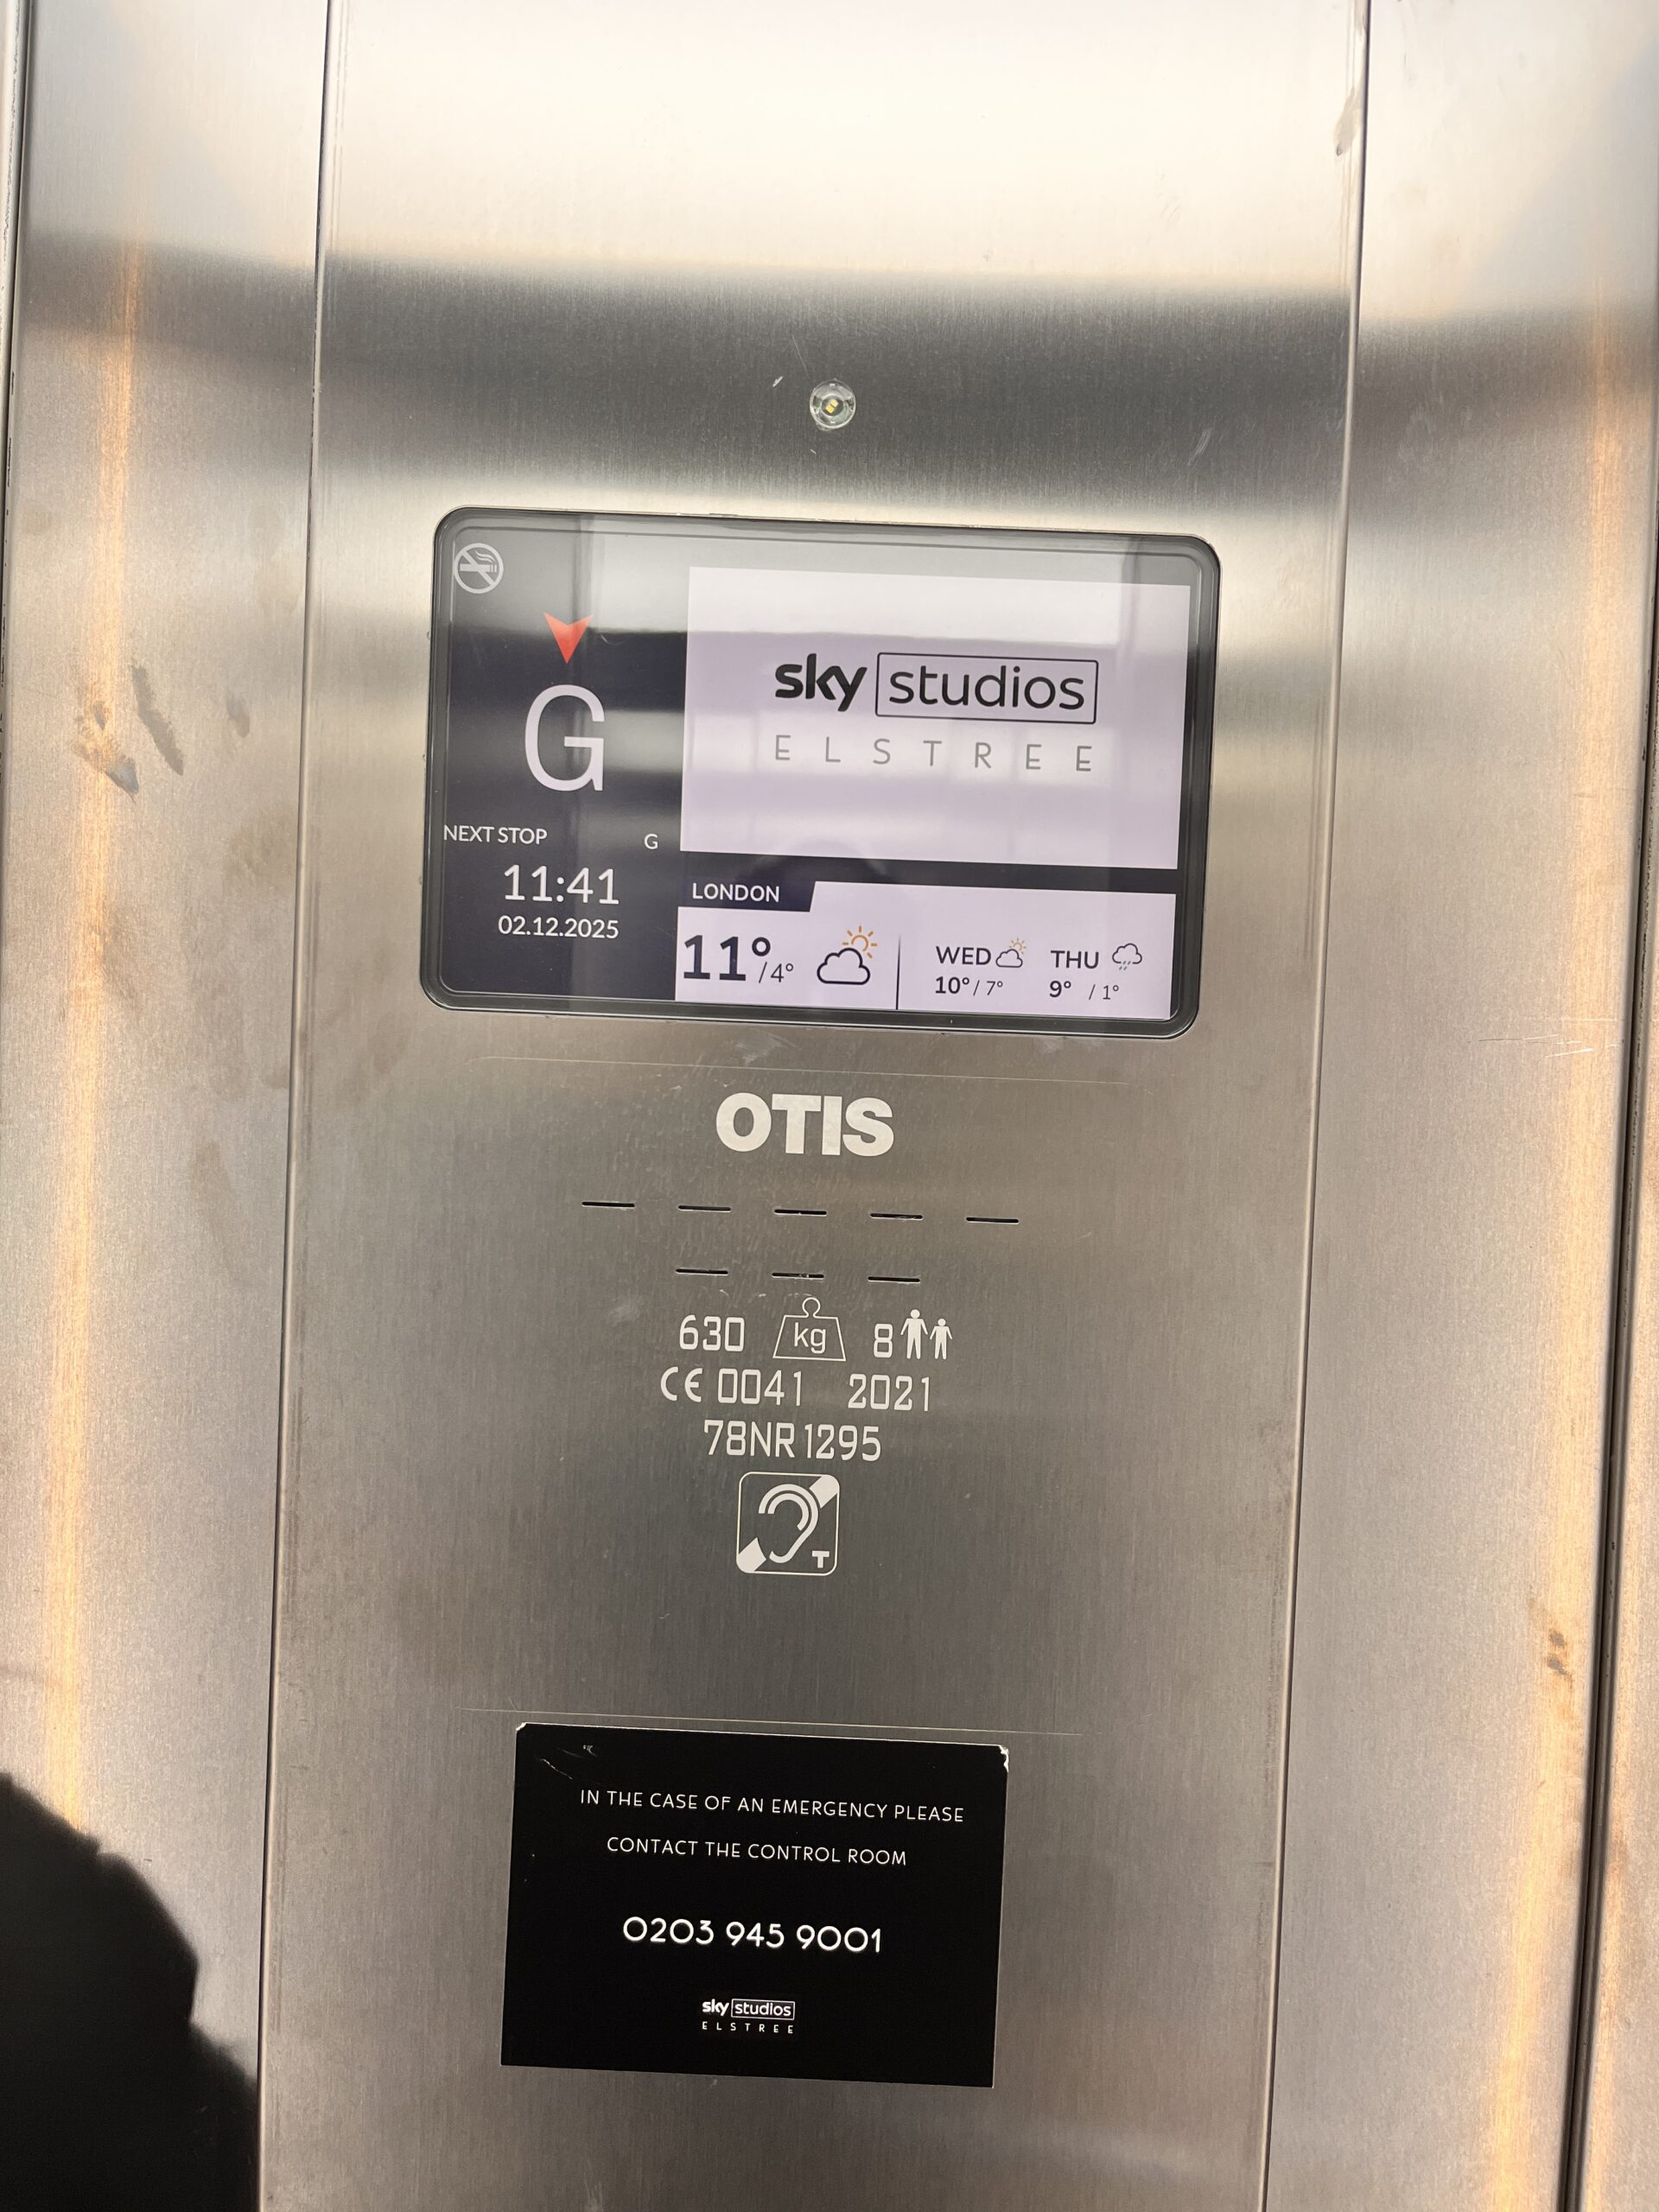 G
NEXT STOP G
11:41
02.12.2025
sky studios
ELSTREE
LONDON
11°/4°
WED
10°/7°
THU
9° /1°
OTIS
630 kg 8
CE 0041 2021
78NR1295
T
IN THE CASE OF AN EMERGENCY PLEASE
CONTACT THE CONTROL ROOM
0203 945 9001
sky studios
ELSTREE